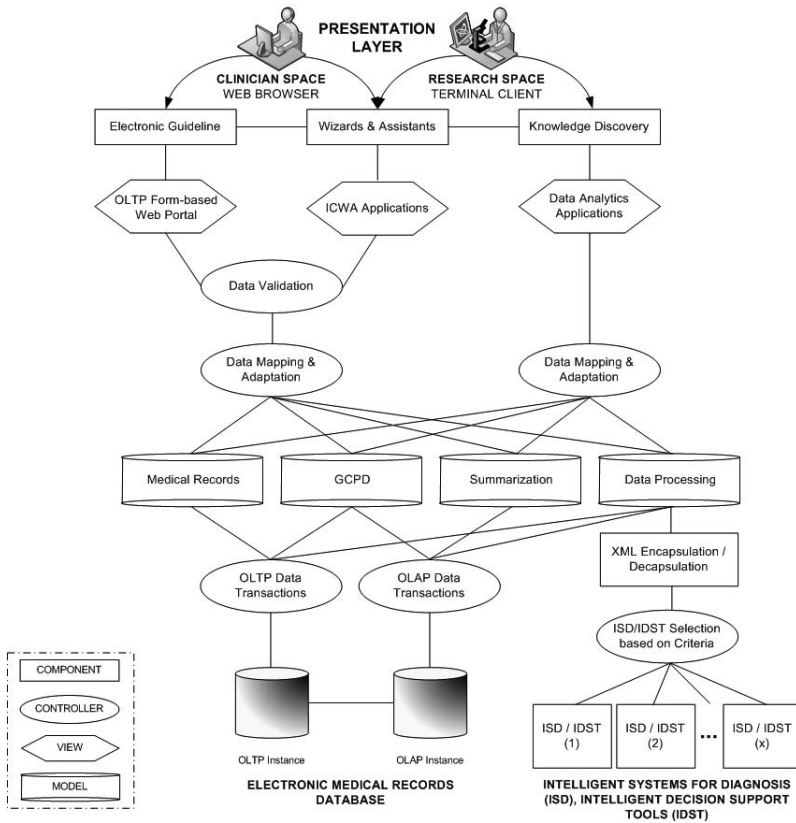 PRESENTATION
LAYER
CLINICIAN SPACE
WEB BROWSER
RESEARCH SPACE
TERMINAL CLIENT
Electronic Guideline
Wizards & Assistants
Knowledge Discovery
OLTP Form-based
Web Portal
ICWA Applications
Data Analytics
Applications
Data Validation
Data Mapping &
Adaptation
Data Mapping &
Adaptation
Medical Records
GCPD
Summarization
Data Processing
XML Encapsulation /
Decapsulation
OLTP Data
Transactions
OLAP Data
Transactions
ISD/IDST Selection
based on Criteria
COMPONENT
CONTROLLER
VIEW
MODEL
ISD / IDST
(1)
ISD / IDST
(2)
...
ISD / IDST
(x)
OLTP Instance
OLAP Instance
ELECTRONIC MEDICAL RECORDS
DATABASE
INTELLIGENT SYSTEMS FOR DIAGNOSIS
(ISD), INTELLIGENT DECISION SUPPORT
TOOLS (IDST)